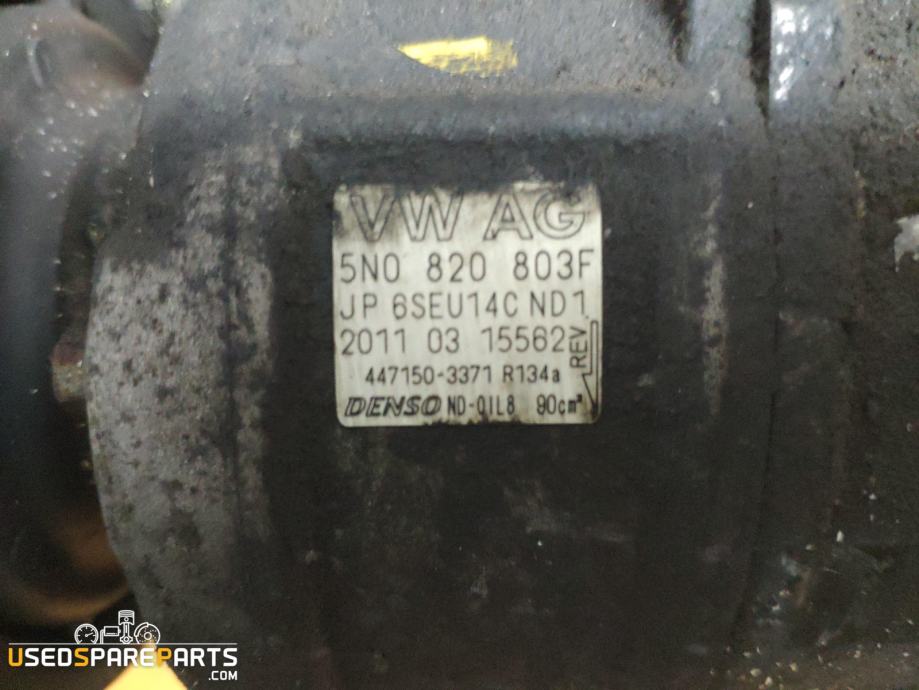 VW AG
5N0 820 803F
JP 6SEU14C ND1
2011 03 15562
REV
447150-3371 R134a
DENSO ND-OIL8 90cm³
USEDSPAREPARTS
.COM